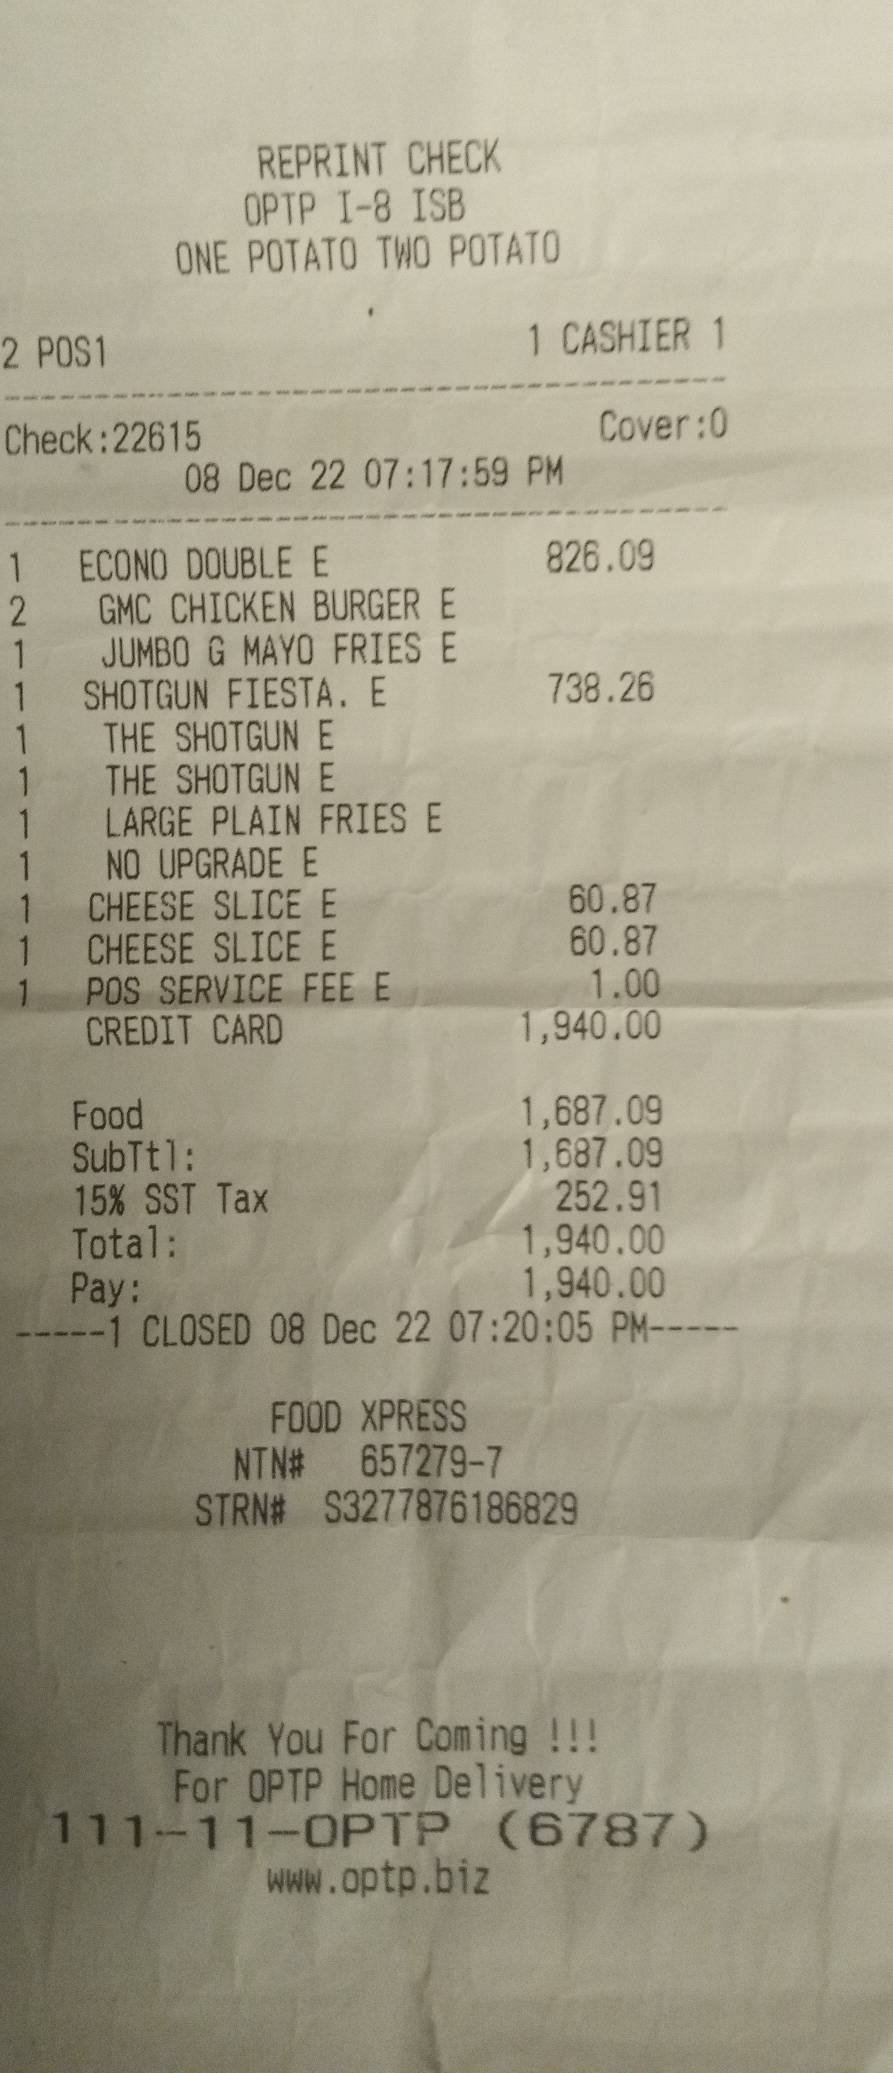 REPRINT CHECK
OPTP I-8 ISB
ONE POTATO TWO POTATO
2 POS1 1 CASHIER 1
--------------------------------
Check:22615 Cover:0
08 Dec 22 07:17:59 PM
--------------------------------
1 ECONO DOUBLE E 826.09
2 GMC CHICKEN BURGER E
1 JUMBO G MAYO FRIES E
1 SHOTGUN FIESTA. E 738.26
1 THE SHOTGUN E
1 THE SHOTGUN E
1 LARGE PLAIN FRIES E
1 NO UPGRADE E
1 CHEESE SLICE E 60.87
1 CHEESE SLICE E 60.87
1 POS SERVICE FEE E 1.00
CREDIT CARD 1,940.00
Food 1,687.09
SubTtl: 1,687.09
15% SST Tax 252.91
Total: 1,940.00
Pay: 1,940.00
-----1 CLOSED 08 Dec 22 07:20:05 PM-----
FOOD XPRESS
NTN# 657279-7
STRN# S3277876186829
Thank You For Coming !!!
For OPTP Home Delivery
111-11-OPTP (6787)
www.optp.biz